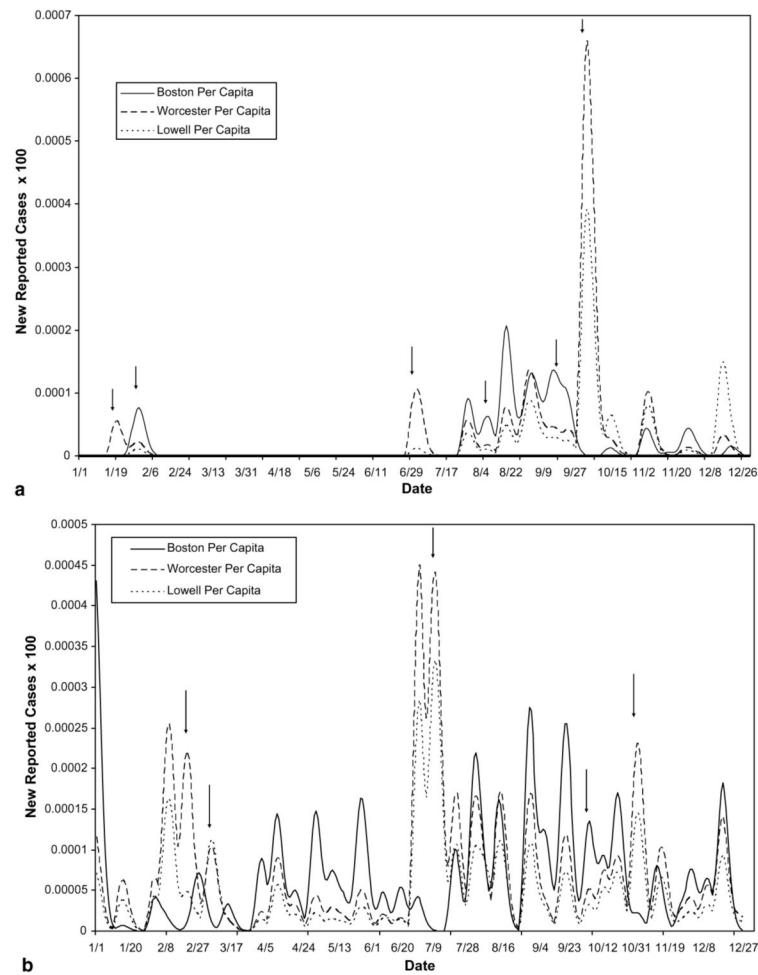 0.0007
0.0006
0.0005
0.0004
0.0003
0.0002
0.0001
0
New Reported Cases x 100
Boston Per Capita
Worcester Per Capita
Lowell Per Capita
1/1 1/19 2/6 2/24 3/13 3/31 4/18 5/6 5/24 6/11 6/29 7/17 8/4 8/22 9/9 9/27 10/15 11/2 11/20 12/8 12/26
a
Date
0.0005
0.00045
0.0004
0.00035
0.0003
0.00025
0.0002
0.00015
0.0001
0.00005
0
New Reported Cases x 100
Boston Per Capita
Worcester Per Capita
Lowell Per Capita
1/1 1/20 2/8 2/27 3/17 4/5 4/24 5/13 6/1 6/20 7/9 7/28 8/16 9/4 9/23 10/12 10/31 11/19 12/8 12/27
b
Date